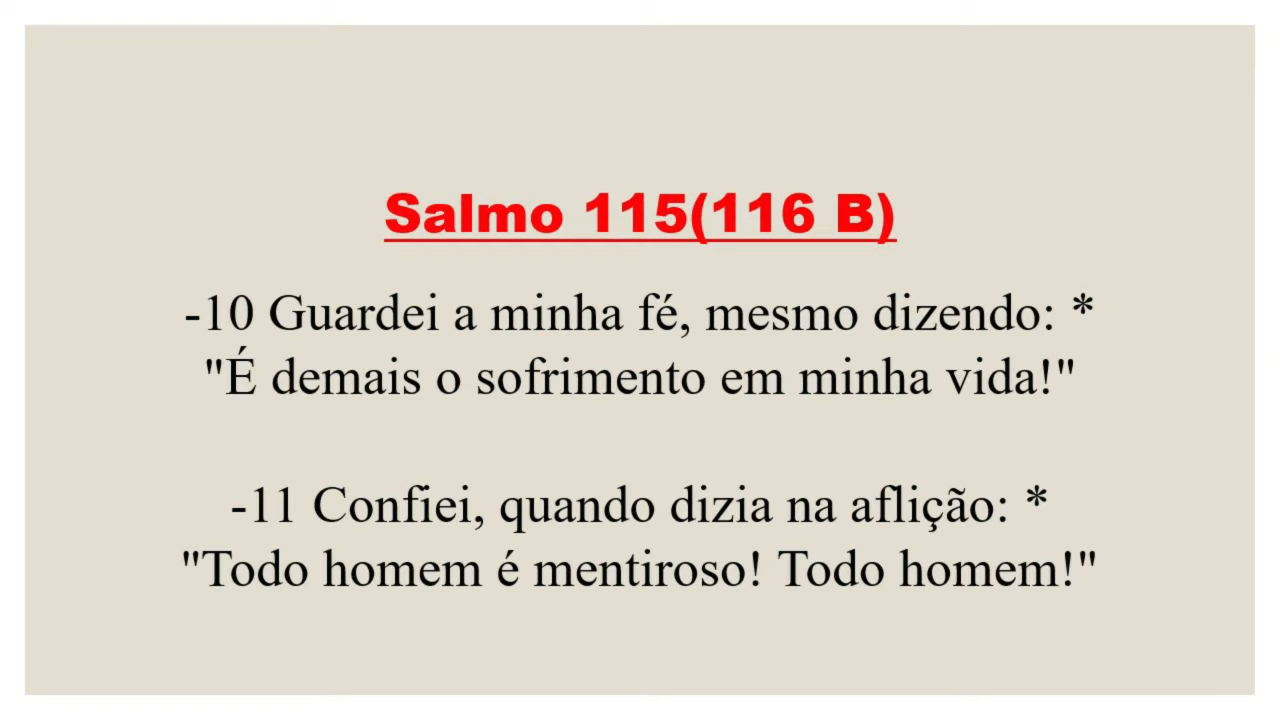 Salmo 115(116 B)
-10 Guardei a minha fé, mesmo dizendo: *
"É demais o sofrimento em minha vida!"
-11 Confiei, quando dizia na aflição: *
"Todo homem é mentiroso! Todo homem!"